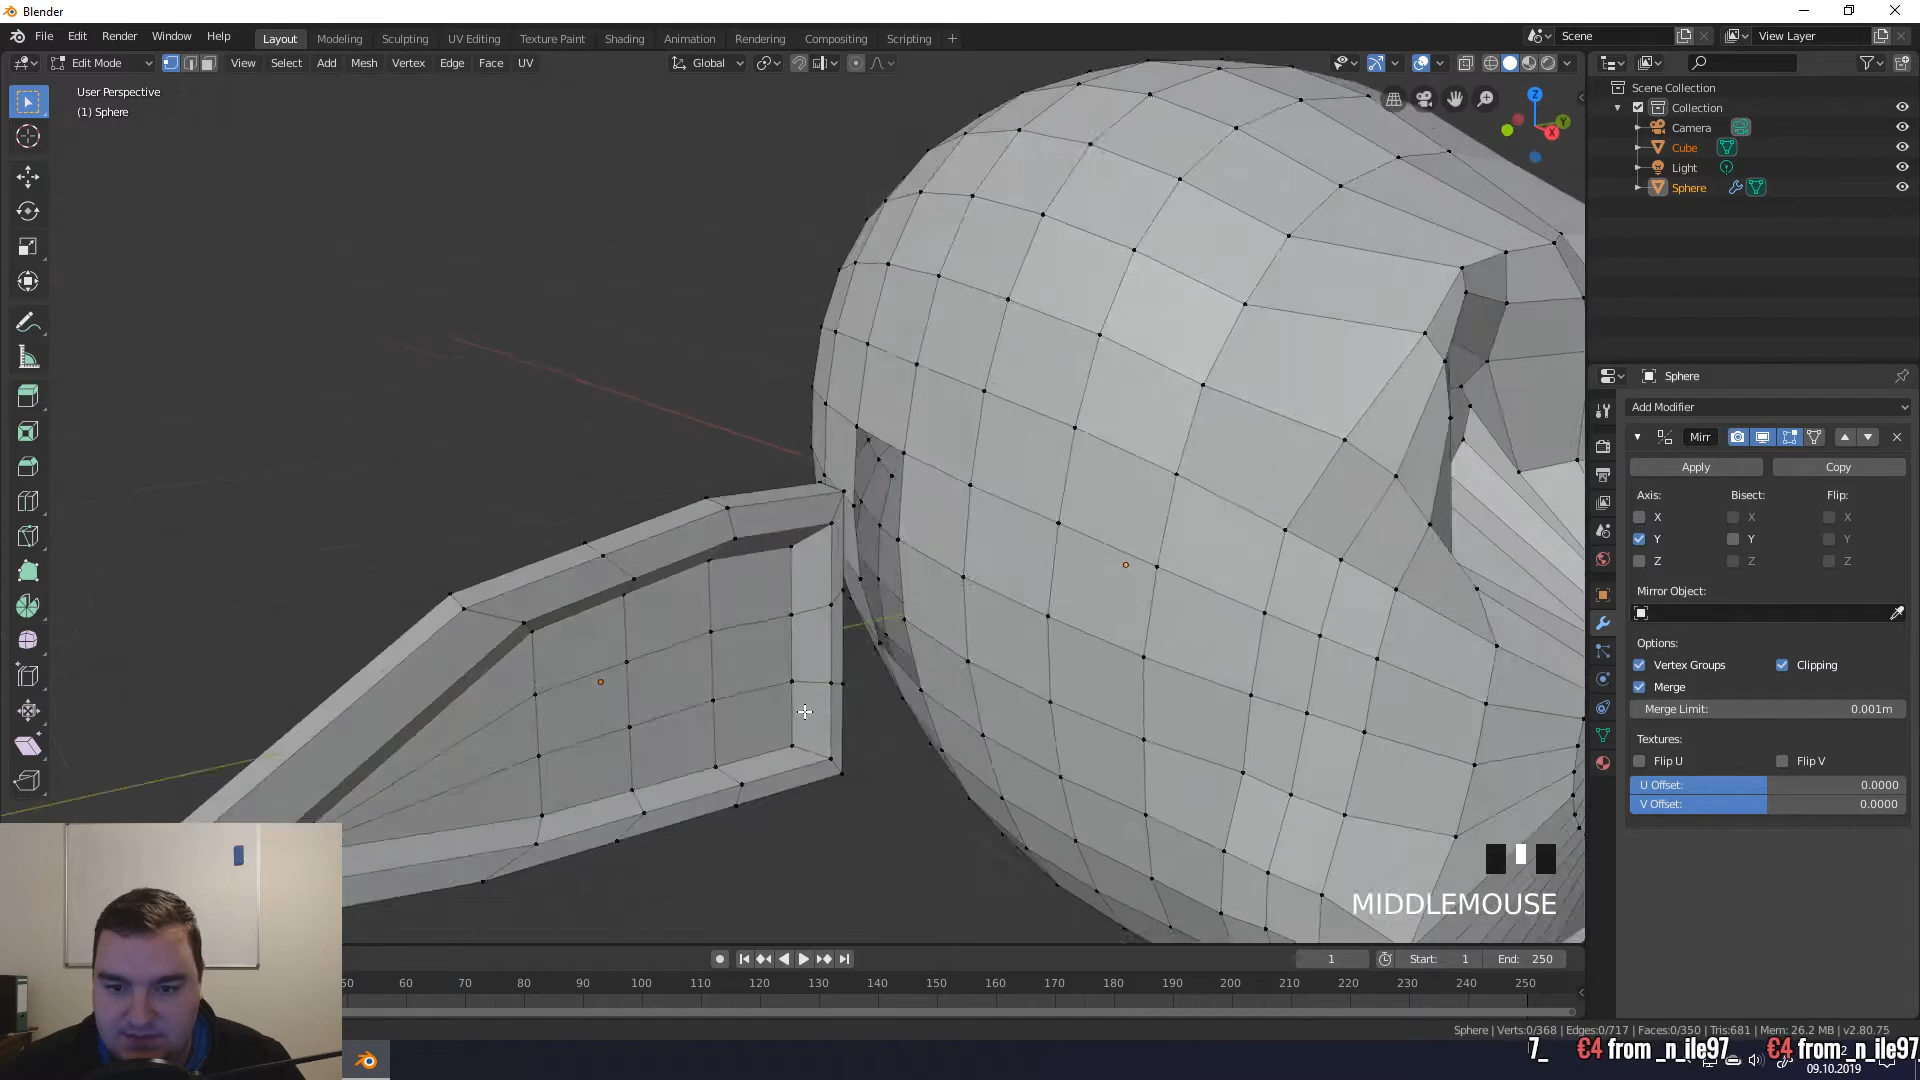 Blender
File Edit Render Window Help
Layout Modeling Sculpting UV Editing Texture Paint Shading Animation Rendering Compositing Scripting +
Scene
View Layer
Edit Mode
View Select Add Mesh Vertex Edge Face UV
Global
User Perspective
(1) Sphere
Z
Y
X
Scene Collection
Collection
Camera
Cube
Light
Sphere
Sphere
Add Modifier
Mirr
Apply
Copy
Axis: Bisect: Flip:
X X X
Y Y Y
Z Z Z
Mirror Object:
Options:
Vertex Groups Clipping
Merge
Merge Limit: 0.001m
Textures:
Flip U Flip V
U Offset: 0.0000
V Offset: 0.0000
MIDDLEMOUSE
1
Start: 1
End: 250
50 60 70 80 90 100 110 120 130 140 150 160 170 180 190 200 210 220 230 240 250
Sphere | Verts:0/368 | Edges:0/717 | Faces:0/350 | Tris:681 | Mem: 26.2 MB | v2.80.75
7_ €4 from _n_ile97 €4 from _n_ile97
09.10.2019